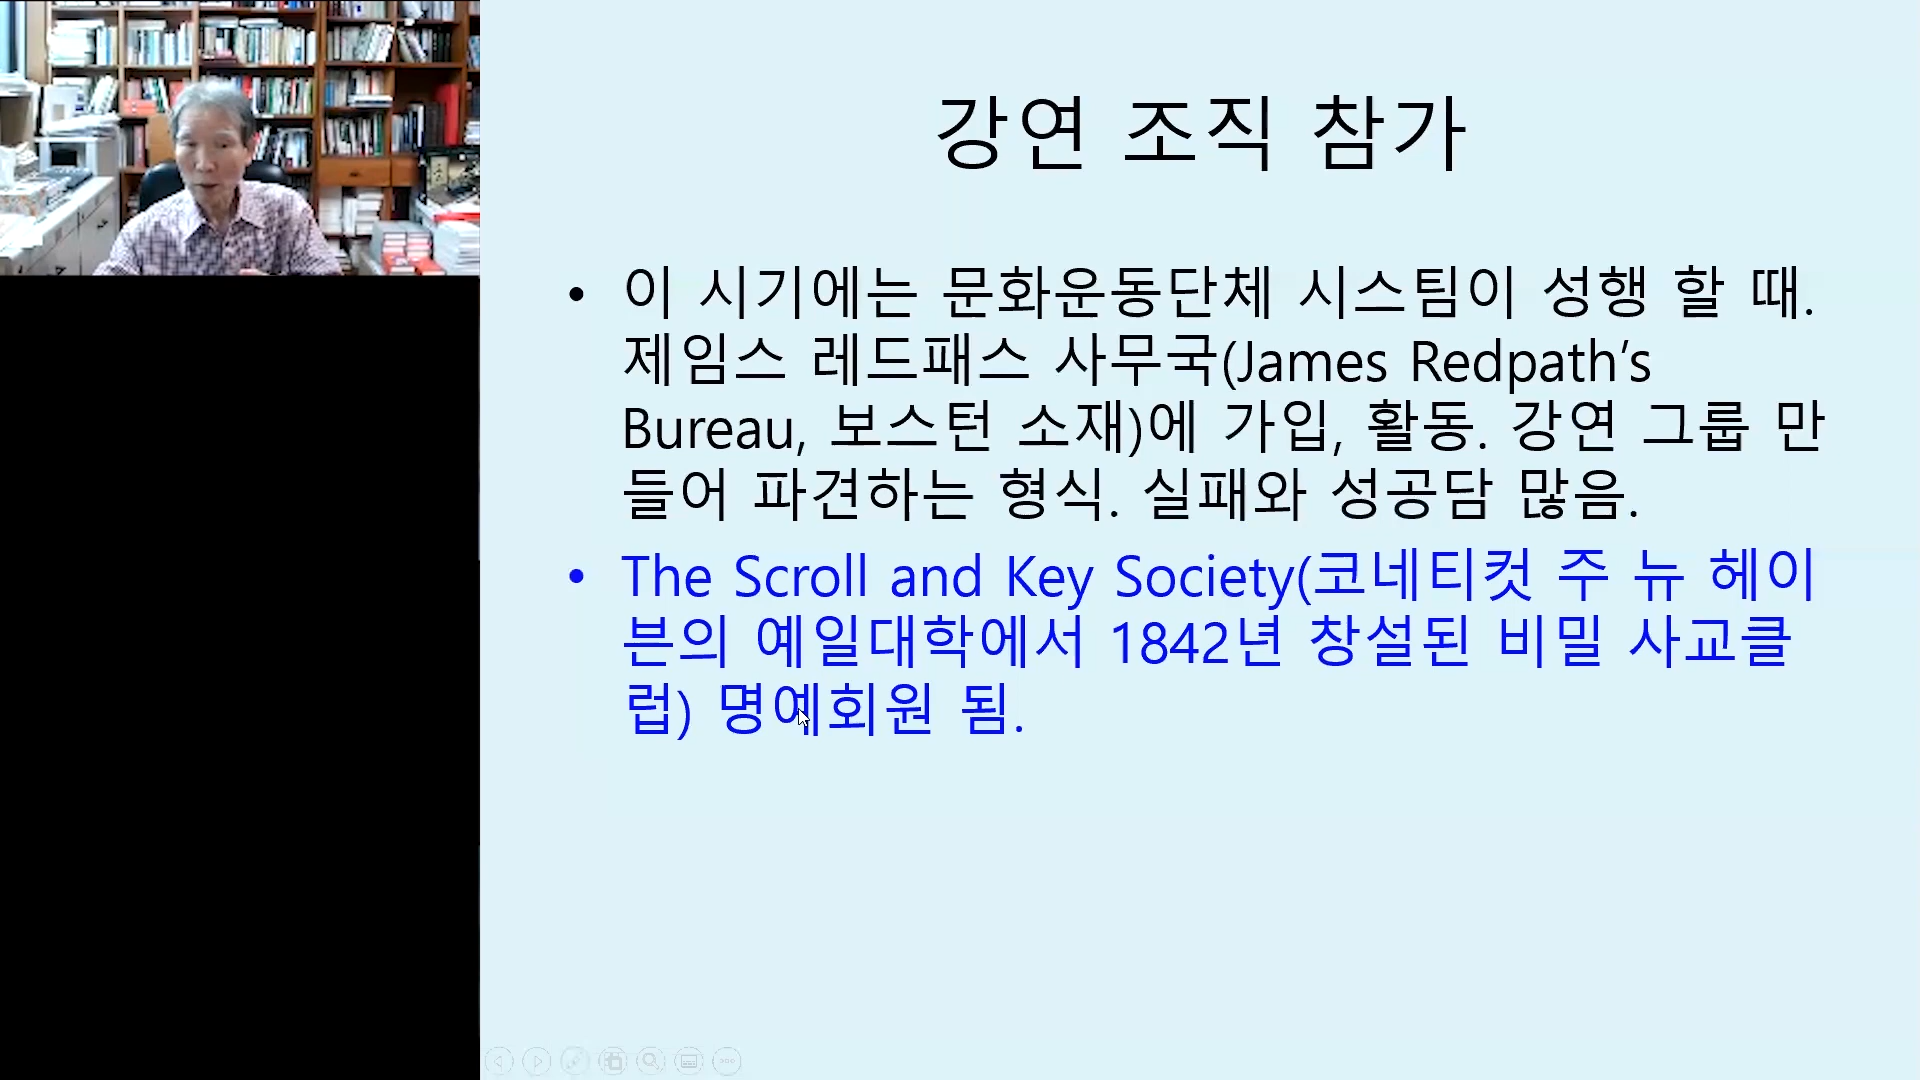 강연 조직 참가
• 이 시기에는 문화운동단체 시스팀이 성행 할 때.
제임스 레드패스 사무국(James Redpath’s
Bureau, 보스턴 소재)에 가입, 활동. 강연 그룹 만
들어 파견하는 형식. 실패와 성공담 많음.
• The Scroll and Key Society(코네티컷 주 뉴 헤이
븐의 예일대학에서 1842년 창설된 비밀 사교클
럽) 명예회원 됨.